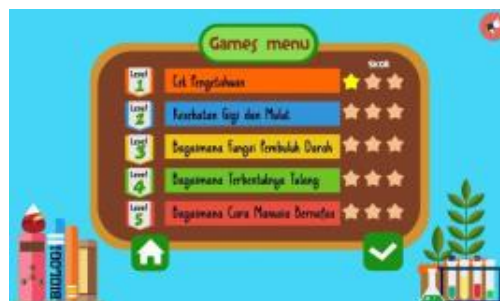 Games menu
SKOR
Level 1 Cek Pengetahuan
Level 2 Kesehatan Gigi dan Mulut
Level 3 Bagaimana Fungsi Pembuluh Darah
Level 4 Bagaimana Terbentuknya Tulang
Level 5 Bagaimana Cara Manusia Bernafas
BIOLOGI